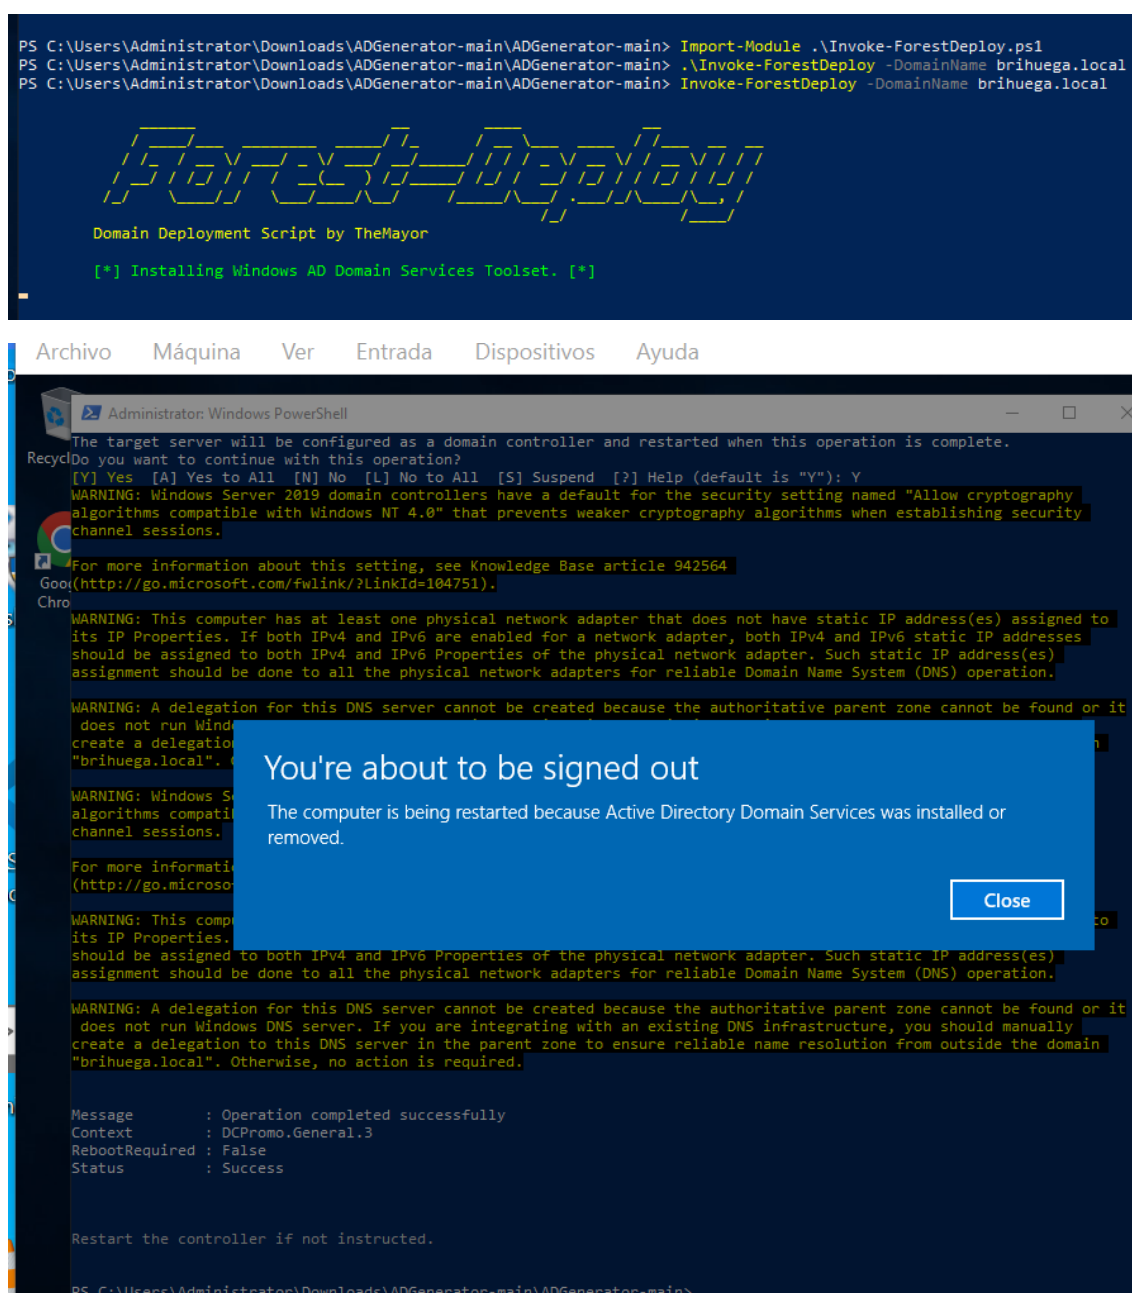 PS C:\Users\Administrator\Downloads\ADGenerator-main\ADGenerator-main> Import-Module .\Invoke-ForestDeploy.ps1
PS C:\Users\Administrator\Downloads\ADGenerator-main\ADGenerator-main> .\Invoke-ForestDeploy -DomainName brihuega.local
PS C:\Users\Administrator\Downloads\ADGenerator-main\ADGenerator-main> Invoke-ForestDeploy -DomainName brihuega.local
Forest-Deploy
Domain Deployment Script by TheMayor
[*] Installing Windows AD Domain Services Toolset. [*]
Archivo Máquina Ver Entrada Dispositivos Ayuda
Administrator: Windows PowerShell
The target server will be configured as a domain controller and restarted when this operation is complete.
Recycl
Do you want to continue with this operation?
[Y] Yes [A] Yes to All [N] No [L] No to All [S] Suspend [?] Help (default is "Y"): Y
WARNING: Windows Server 2019 domain controllers have a default for the security setting named "Allow cryptography
algorithms compatible with Windows NT 4.0" that prevents weaker cryptography algorithms when establishing security
channel sessions.
For more information about this setting, see Knowledge Base article 942564
Goo
(http://go.microsoft.com/fwlink/?LinkId=104751).
Chro
WARNING: This computer has at least one physical network adapter that does not have static IP address(es) assigned to
its IP Properties. If both IPv4 and IPv6 are enabled for a network adapter, both IPv4 and IPv6 static IP addresses
should be assigned to both IPv4 and IPv6 Properties of the physical network adapter. Such static IP address(es)
assignment should be done to all the physical network adapters for reliable Domain Name System (DNS) operation.
WARNING: A delegation for this DNS server cannot be created because the authoritative parent zone cannot be found or it
does not run Windo
create a delegation
"brihuega.local".
You're about to be signed out
The computer is being restarted because Active Directory Domain Services was installed or
removed.
Close
WARNING: Windows S
algorithms compati
channel sessions.
For more informati
(http://go.microso
WARNING: This comp
to
its IP Properties.
should be assigned to both IPv4 and IPv6 Properties of the physical network adapter. Such static IP address(es)
assignment should be done to all the physical network adapters for reliable Domain Name System (DNS) operation.
WARNING: A delegation for this DNS server cannot be created because the authoritative parent zone cannot be found or it
does not run Windows DNS server. If you are integrating with an existing DNS infrastructure, you should manually
create a delegation to this DNS server in the parent zone to ensure reliable name resolution from outside the domain
"brihuega.local". Otherwise, no action is required.
Message : Operation completed successfully
Context : DCPromo.General.3
RebootRequired : False
Status : Success
Restart the controller if not instructed.
PS C:\Users\Administrator\Downloads\ADGenerator-main\ADGenerator-main>